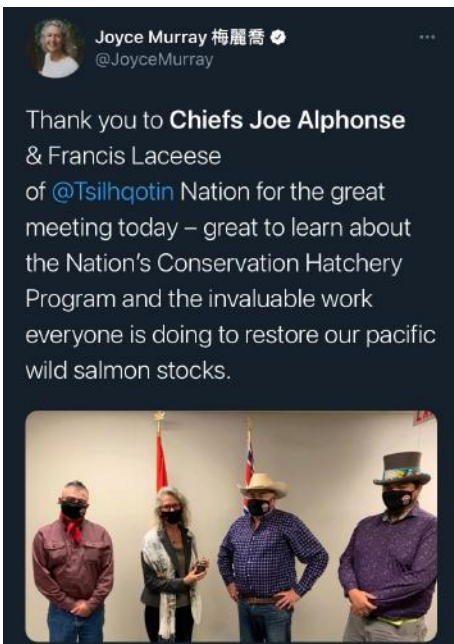 Joyce Murray 梅麗喬
@JoyceMurray
Thank you to Chiefs Joe Alphonse
& Francis Laceese
of @Tsilhqotin Nation for the great
meeting today – great to learn about
the Nation's Conservation Hatchery
Program and the invaluable work
everyone is doing to restore our pacific
wild salmon stocks.